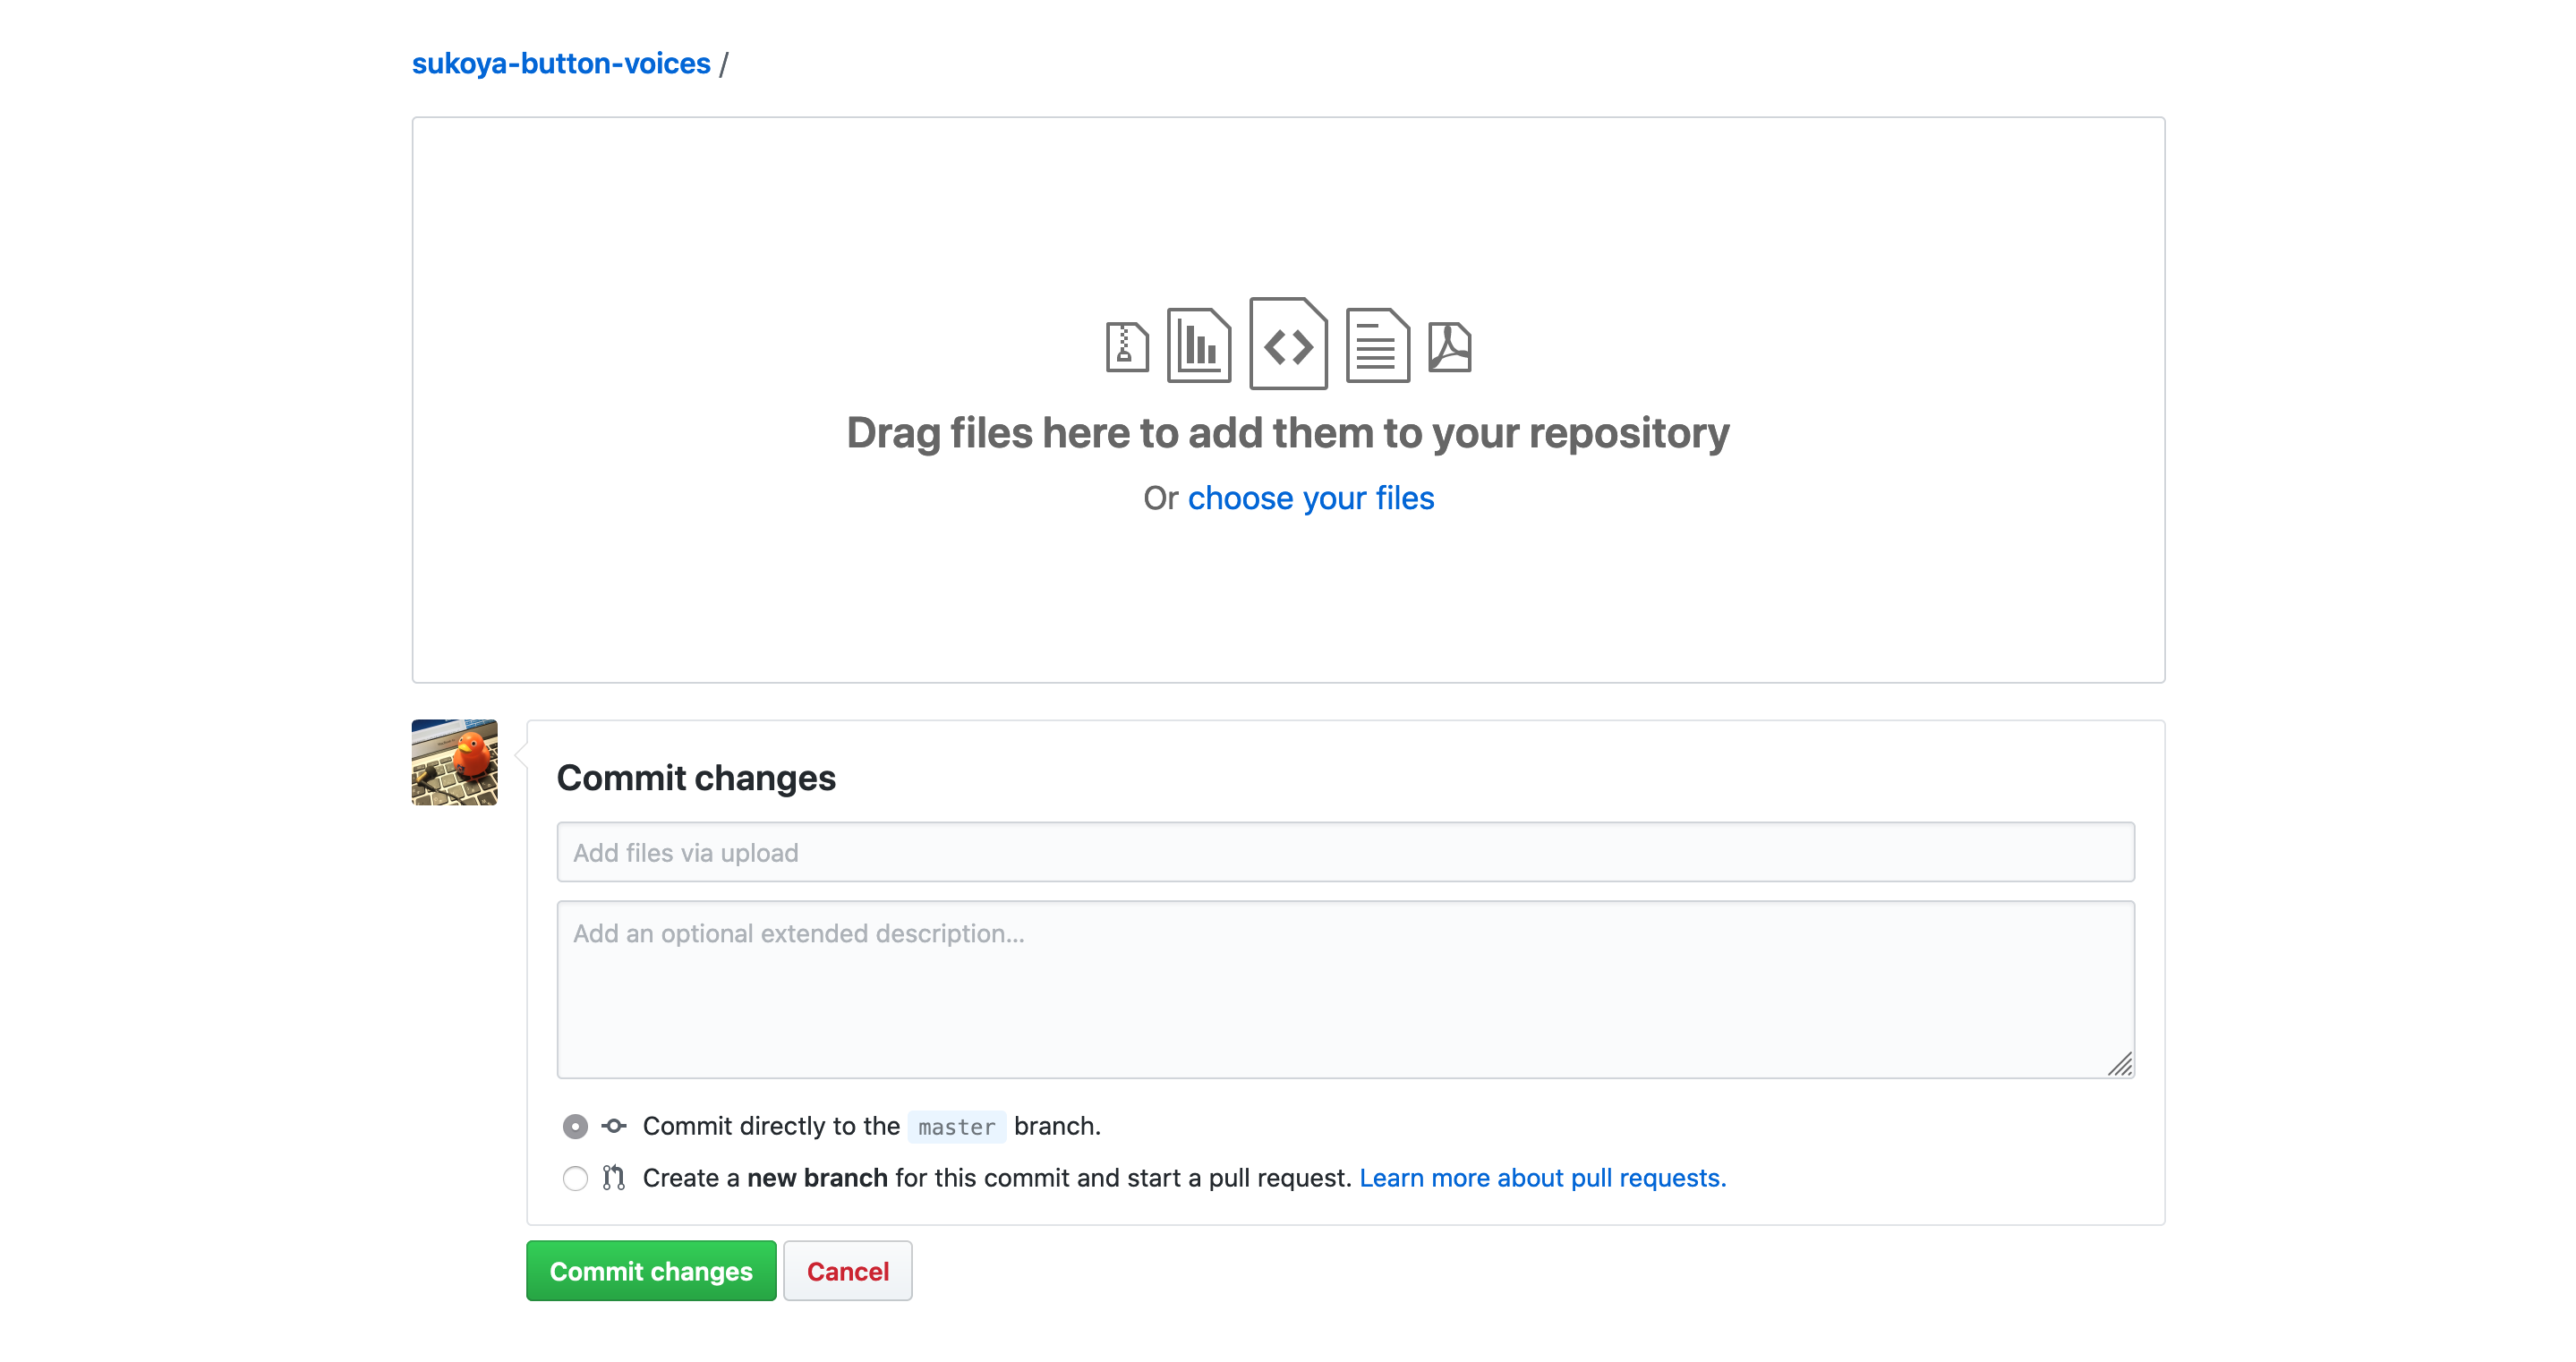 sukoya-button-voices /
Drag files here to add them to your repository
Or choose your files
Commit changes
Add files via upload
Add an optional extended description...
Commit directly to the master branch.
Create a new branch for this commit and start a pull request. Learn more about pull requests.
Commit changes Cancel